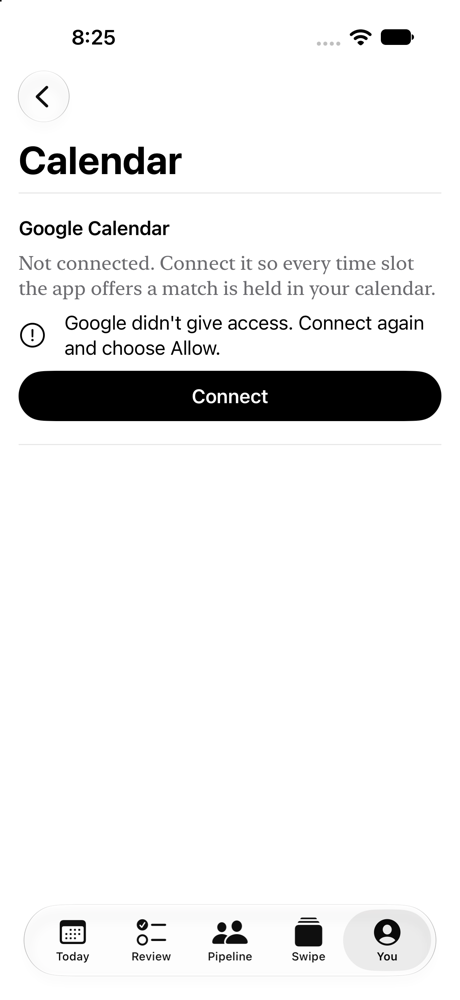 8:25
Calendar
Google Calendar
Not connected. Connect it so every time slot
the app offers a match is held in your calendar.
Google didn't give access. Connect again
and choose Allow.
Connect
Today
Review
Pipeline
Swipe
You